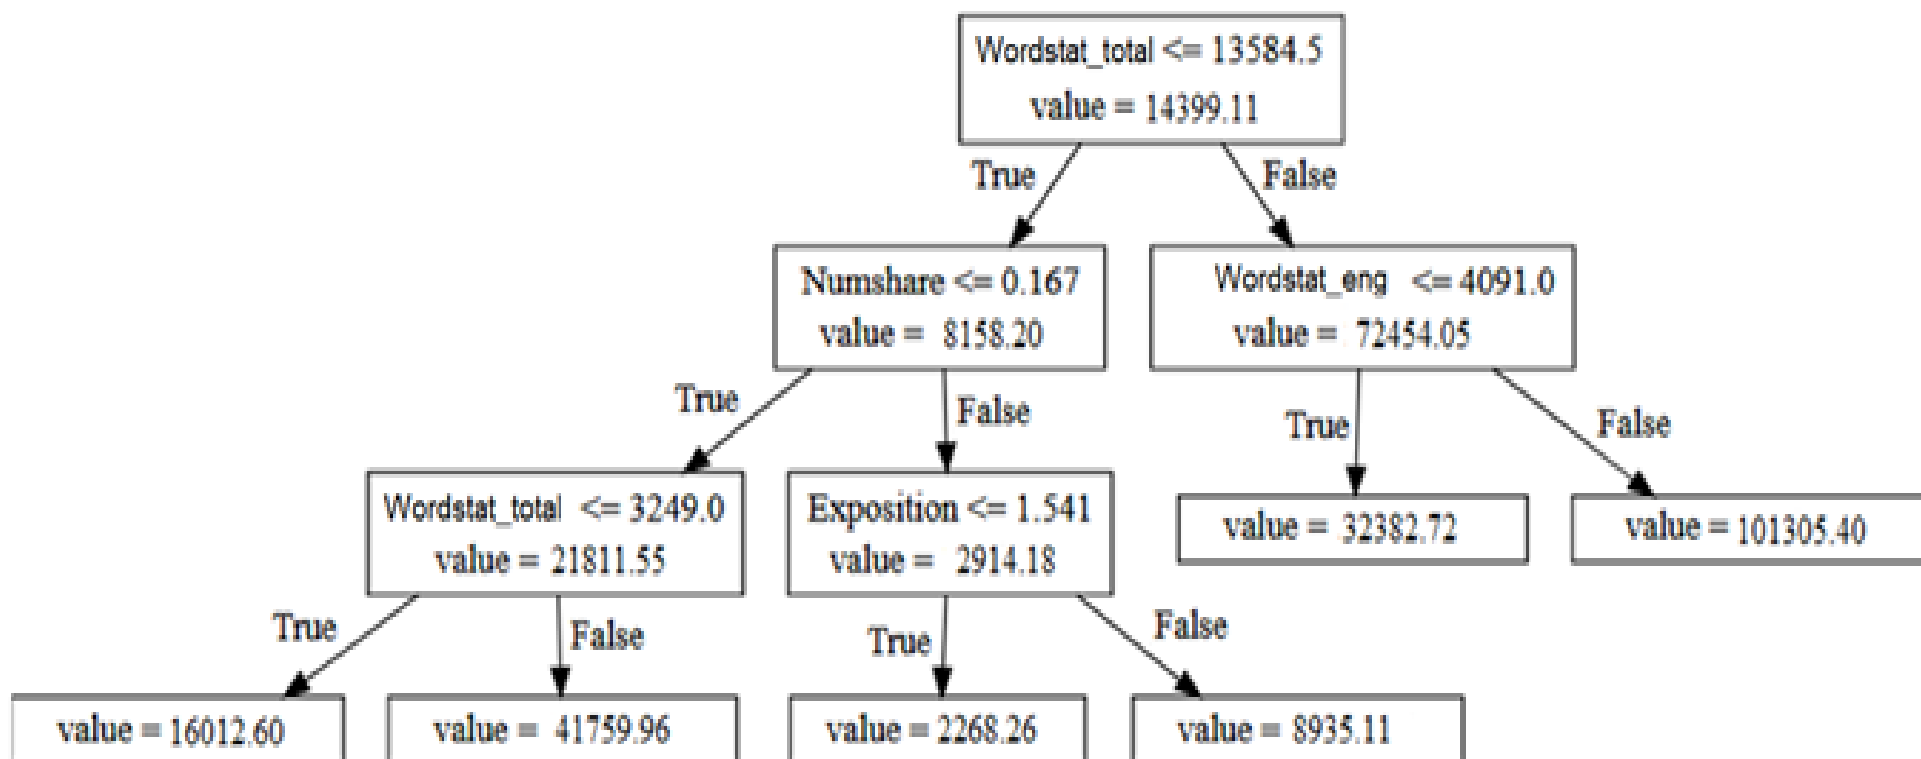 Wordstat_total <= 13584.5
value = 14399.11
True
False
Numshare <= 0.167
value = 8158.20
Wordstat_eng <= 4091.0
value = 72454.05
True
False
True
False
Wordstat_total <= 3249.0
value = 21811.55
Exposition <= 1.541
value = 2914.18
value = 32382.72
value = 101305.40
True
False
True
False
value = 16012.60
value = 41759.96
value = 2268.26
value = 8935.11